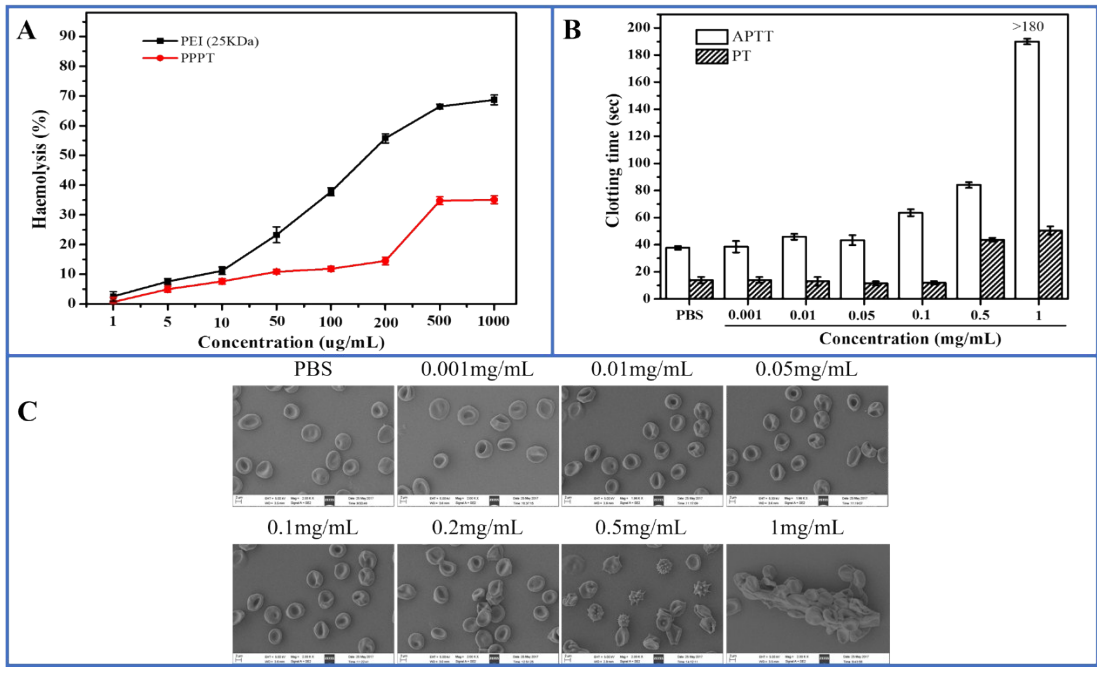 A
90
80
70
60
50
40
30
20
10
0
Haemolysis (%)
PEI (25KDa)
PPPT
1 5 10 50 100 200 500 1000
Concentration (ug/mL)
B
200
180
160
140
120
100
80
60
40
20
0
Clotting time (sec)
APTT
PT
>180
PBS 0.001 0.01 0.05 0.1 0.5 1
Concentration (mg/mL)
C
PBS 0.001mg/mL 0.01mg/mL 0.05mg/mL
0.1mg/mL 0.2mg/mL 0.5mg/mL 1mg/mL